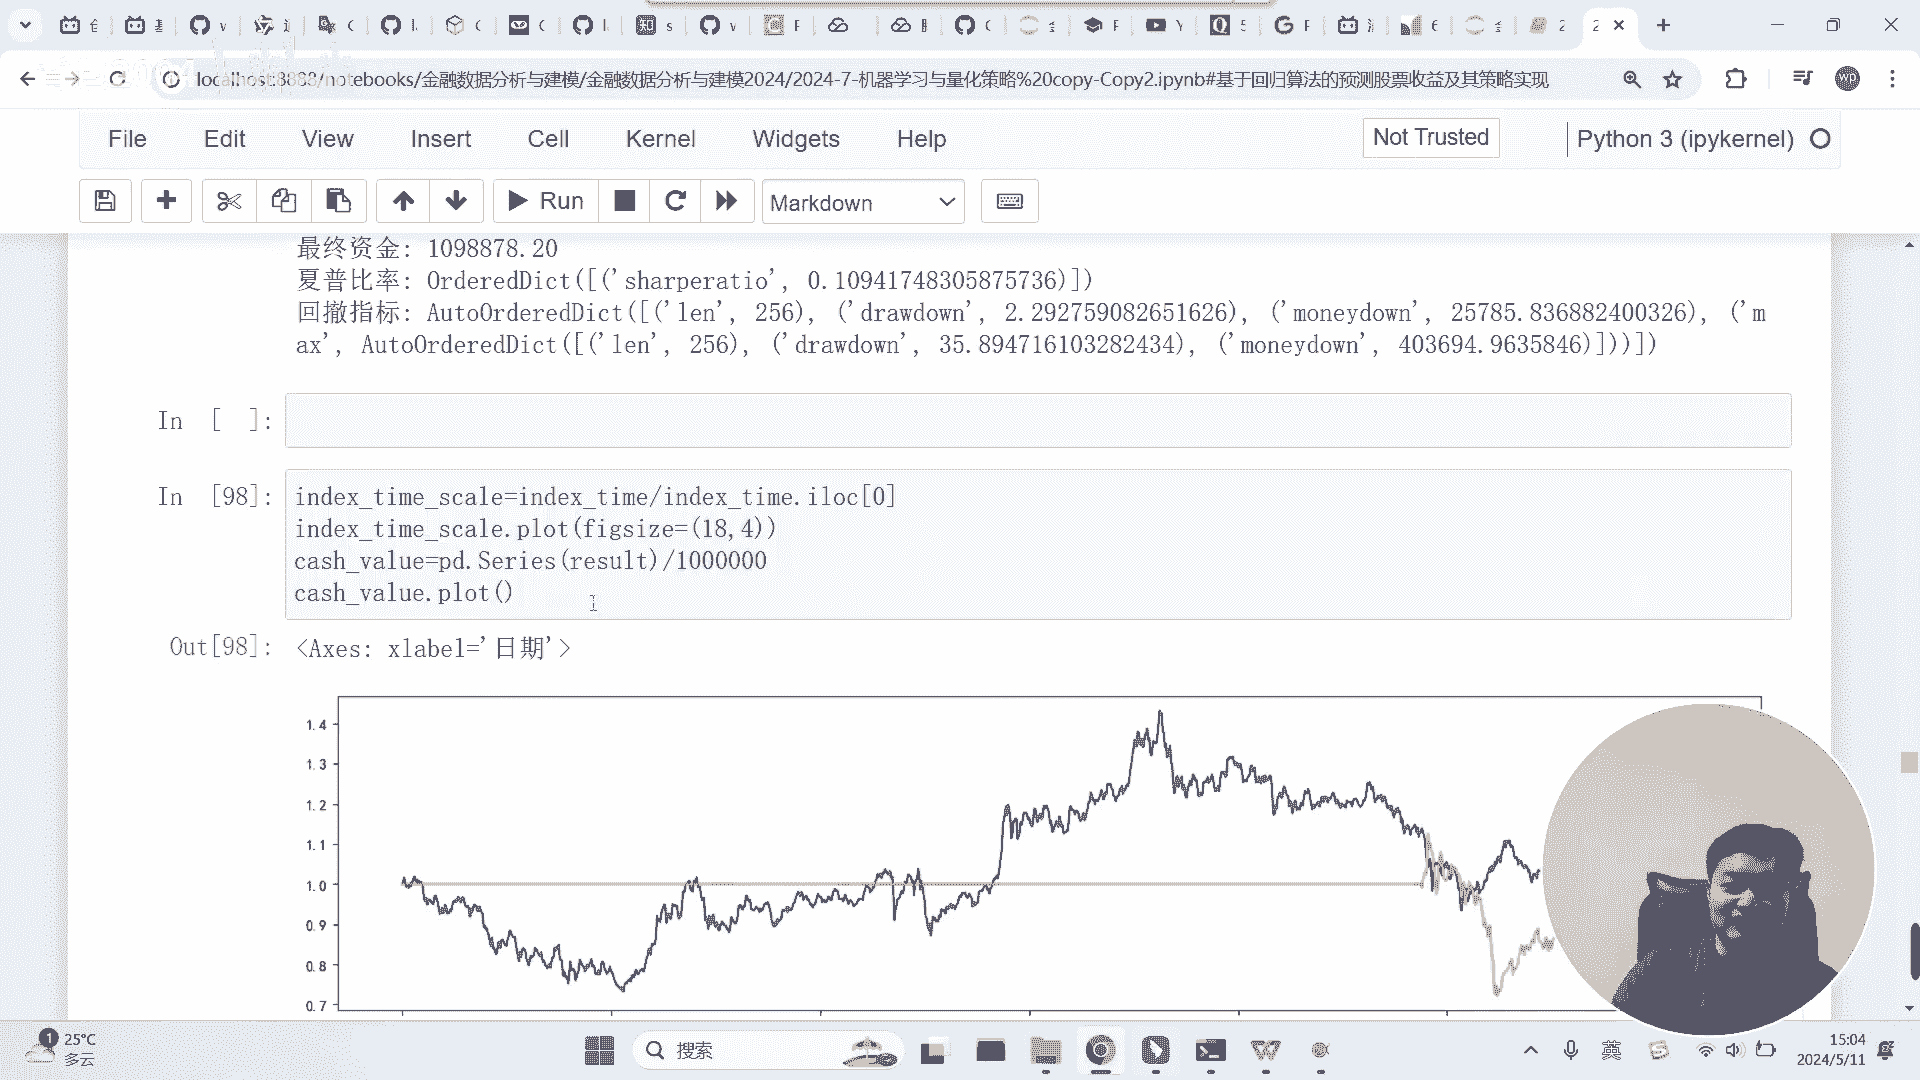 localhost:8888/notebooks/金融数据分析与建模/金融数据分析与建模2024/2024-7-机器学习与量化策略%20copy-Copy2.ipynb#基于回归算法的预测股票收益及其策略实现
wp
File Edit View Insert Cell Kernel Widgets Help Not Trusted Python 3 (ipykernel)
Run Markdown
最终资金: 1098878.20
夏普比率: OrderedDict([('sharperatio', 0.10941748305875736)])
回撤指标: AutoOrderedDict([('len', 256), ('drawdown', 2.292759082651626), ('moneydown', 25785.836882400326), ('m
ax', AutoOrderedDict([('len', 256), ('drawdown', 35.894716103282434), ('moneydown', 403694.9635846)]))])
In [ ]:
In [98]:
index_time_scale=index_time/index_time.iloc[0]
index_time_scale.plot(figsize=(18,4))
cash_value=pd.Series(result)/1000000
cash_value.plot()
Out[98]: <Axes: xlabel='日期'>
1.4
1.3
1.2
1.1
1.0
0.9
0.8
0.7
1
25°C
多云
搜索
英
15:04
2024/5/11